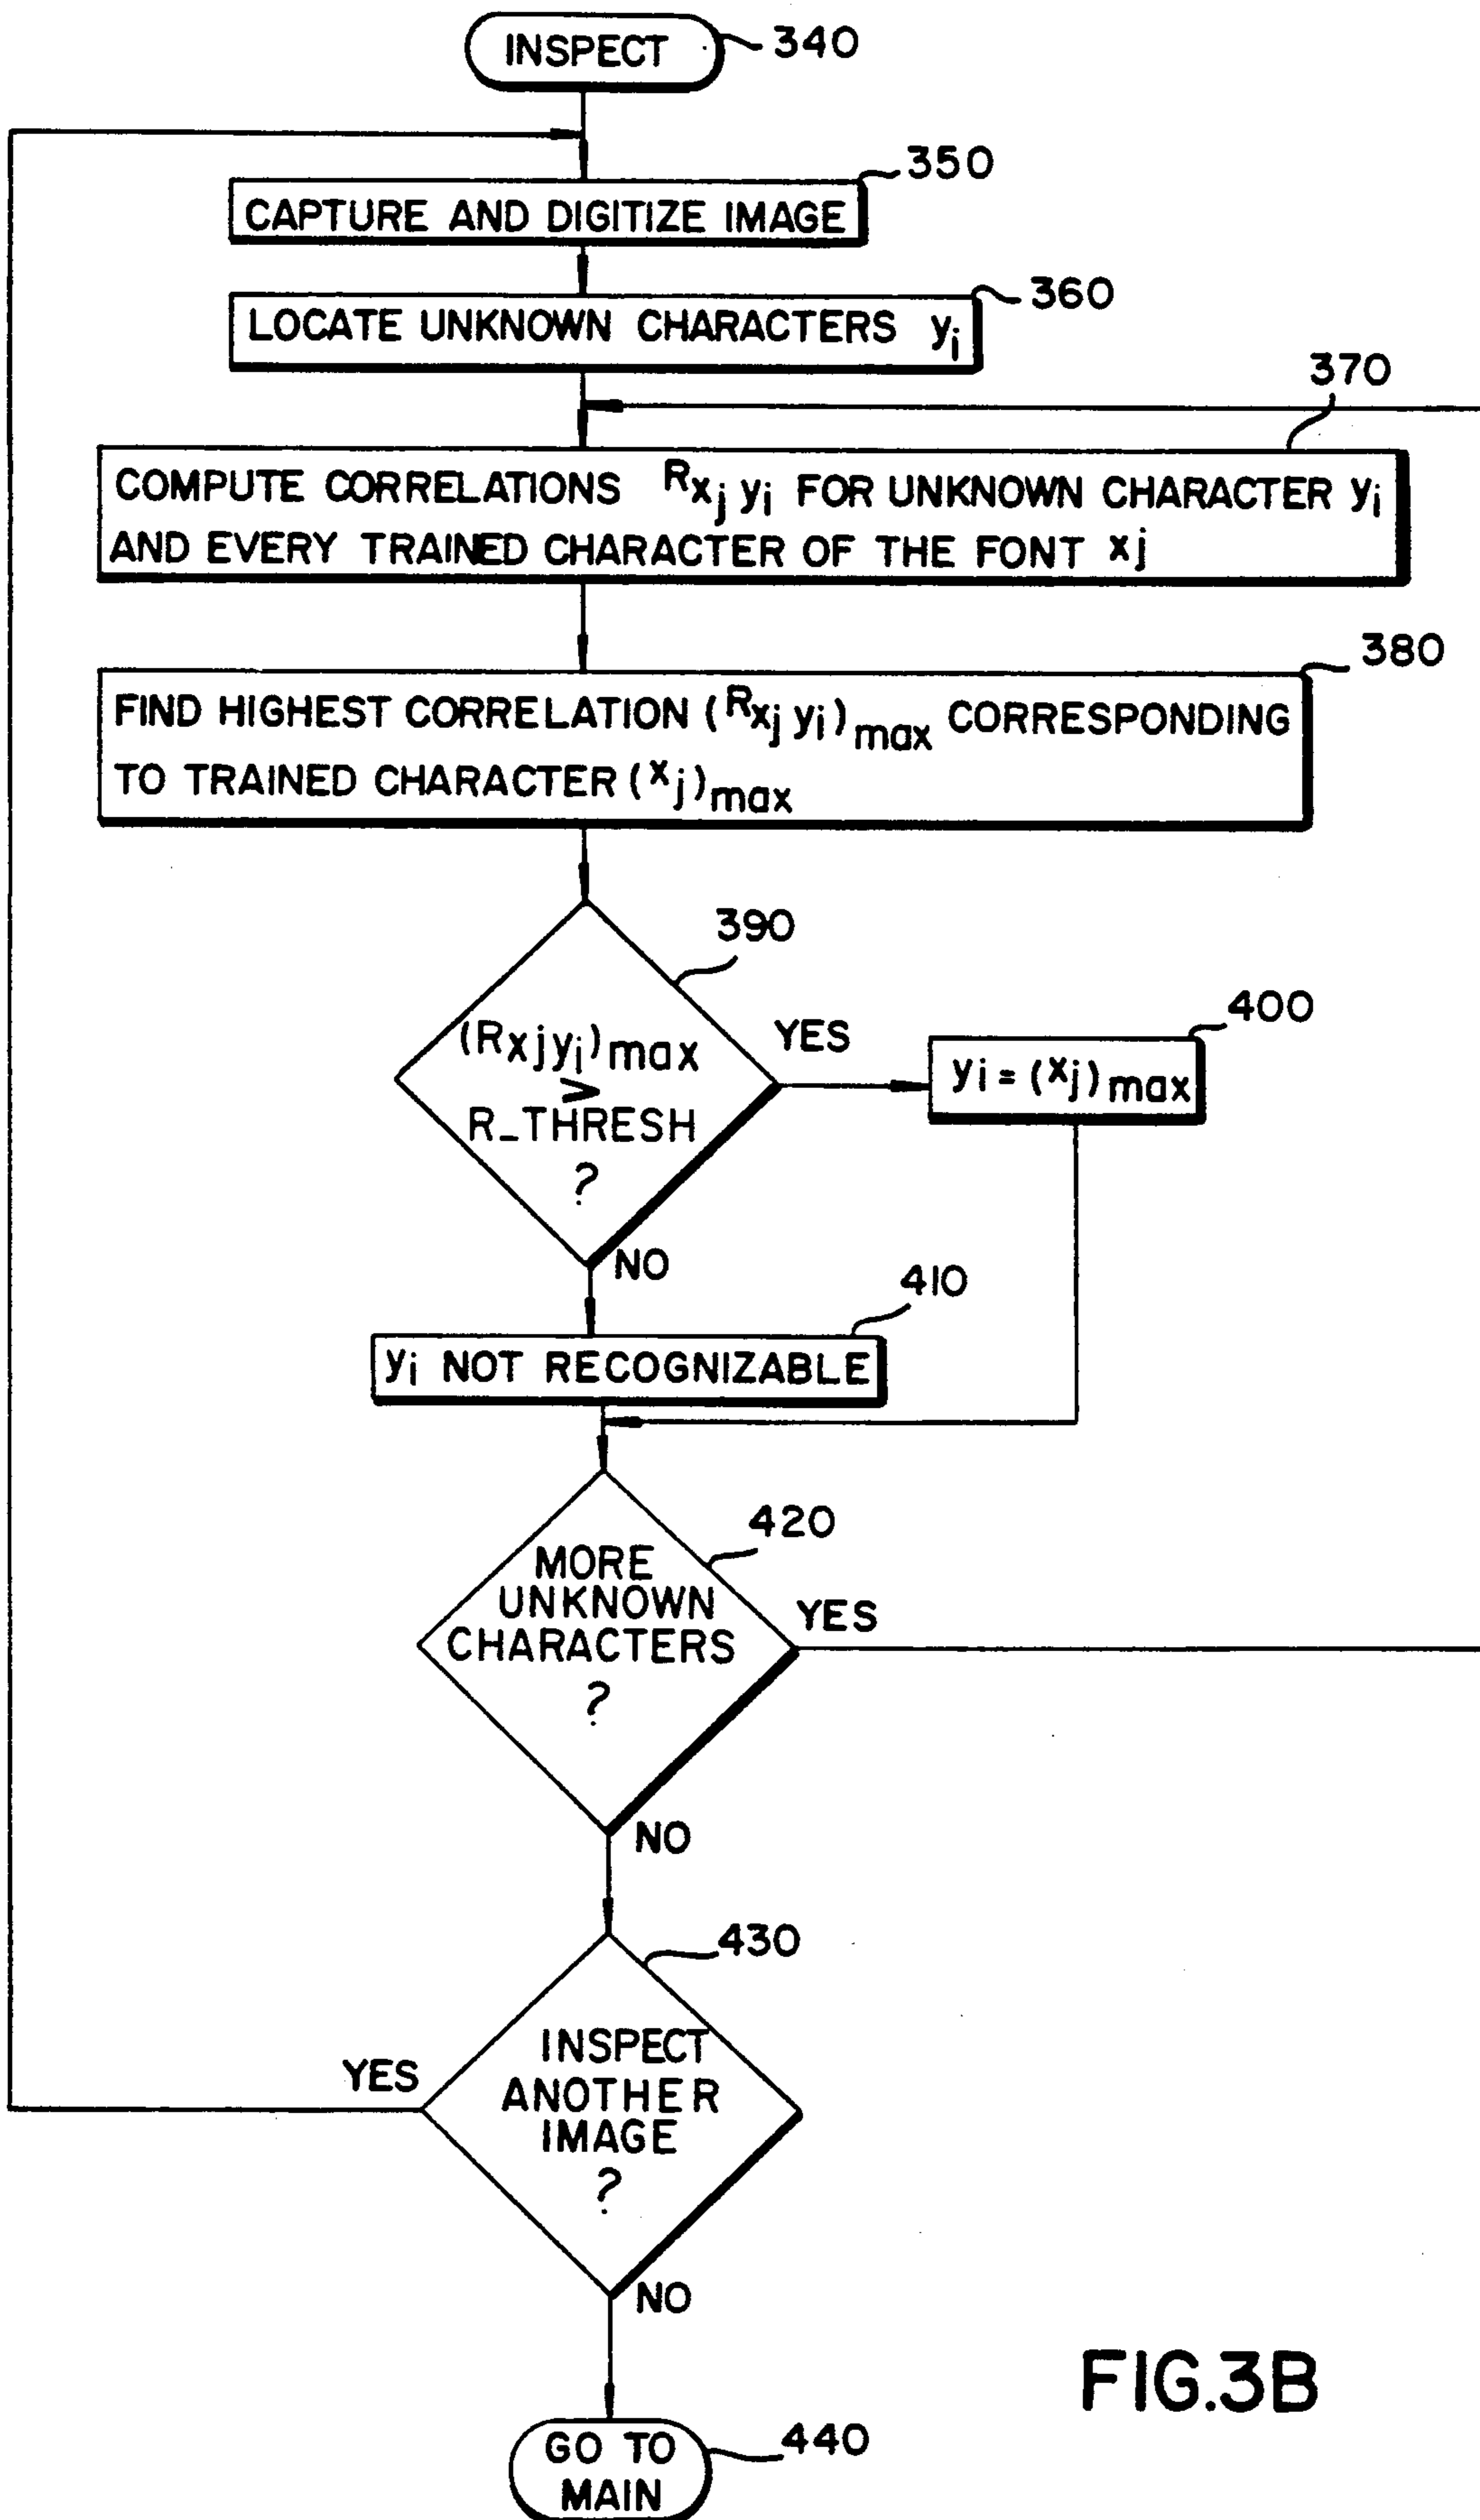 INSPECT
340
350
CAPTURE AND DIGITIZE IMAGE
360
LOCATE UNKNOWN CHARACTERS yi
370
COMPUTE CORRELATIONS Rxj yi FOR UNKNOWN CHARACTER yi
AND EVERY TRAINED CHARACTER OF THE FONT xj
380
FIND HIGHEST CORRELATION (Rxj yi)max CORRESPONDING
TO TRAINED CHARACTER (xj)max
390
(Rxjyi)max
>
R_THRESH
?
YES
400
yi = (xj)max
NO
410
yi NOT RECOGNIZABLE
420
MORE
UNKNOWN
CHARACTERS
?
YES
NO
430
INSPECT
ANOTHER
IMAGE
?
YES
NO
440
GO TO
MAIN
FIG.3B